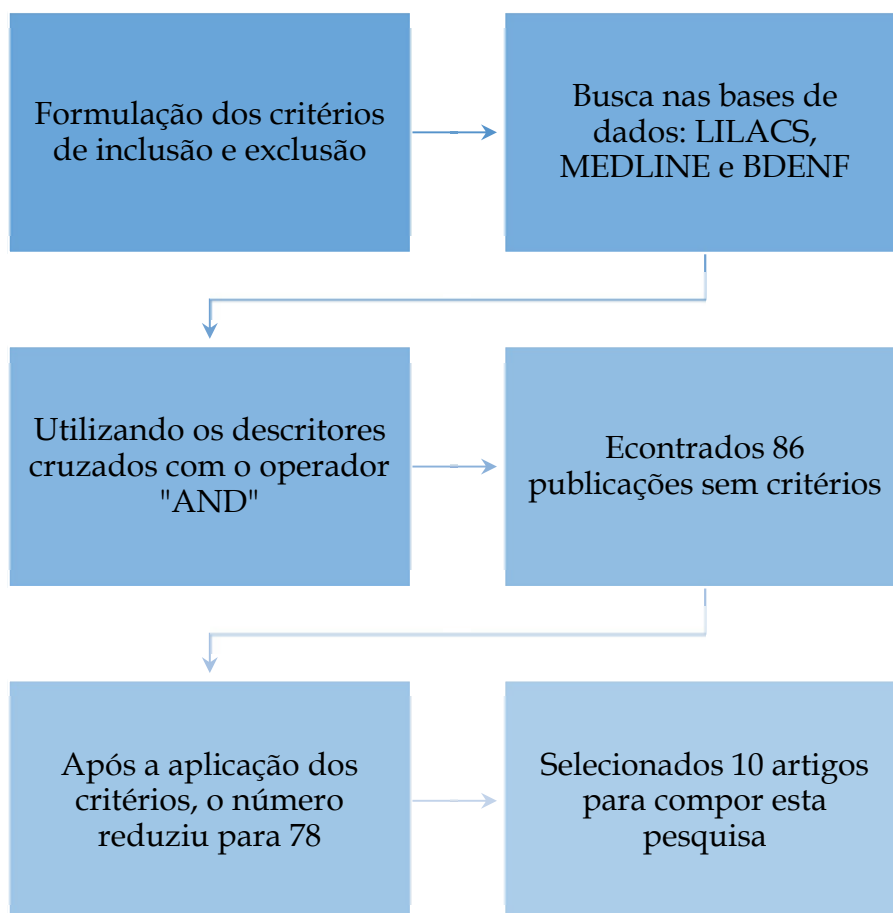 Formulação dos critérios
de inclusão e exclusão
Busca nas bases de
dados: LILACS,
MEDLINE e BDENF
Utilizando os descritores
cruzados com o operador
"AND"
Econtrados 86
publicações sem critérios
Após a aplicação dos
critérios, o número
reduziu para 78
Selecionados 10 artigos
para compor esta
pesquisa